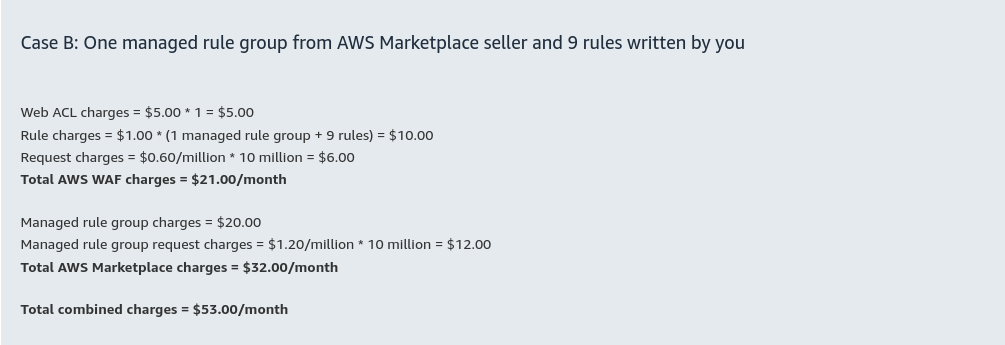 Case B: One managed rule group from AWS Marketplace seller and 9 rules written by you
Web ACL charges = $5.00 * 1 = $5.00
Rule charges = $1.00 * (1 managed rule group + 9 rules) = $10.00
Request charges = $0.60/million * 10 million = $6.00
Total AWS WAF charges = $21.00/month
Managed rule group charges = $20.00
Managed rule group request charges = $1.20/million * 10 million = $12.00
Total AWS Marketplace charges = $32.00/month
Total combined charges = $53.00/month